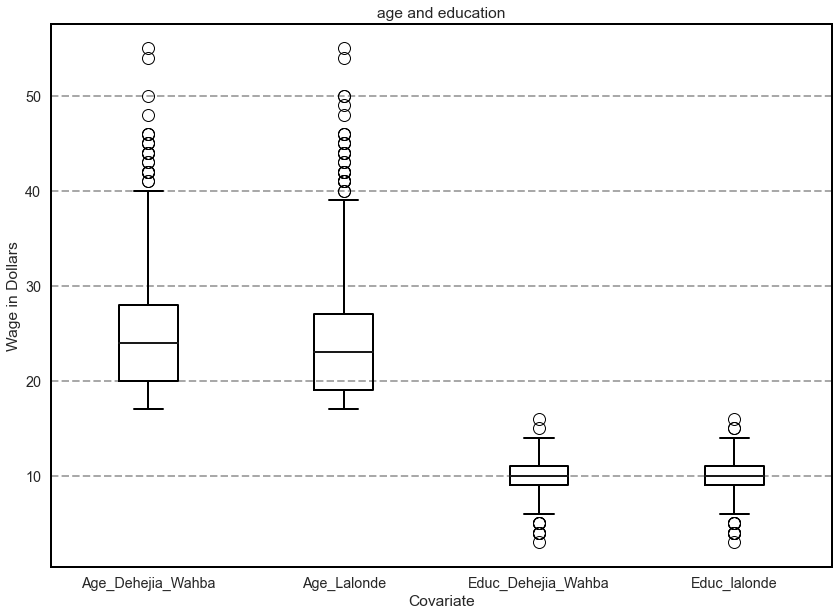 age and education
50
40
30
20
10
Wage in Dollars
Age_Dehejia_Wahba
Age_Lalonde
Educ_Dehejia_Wahba
Educ_lalonde
Covariate